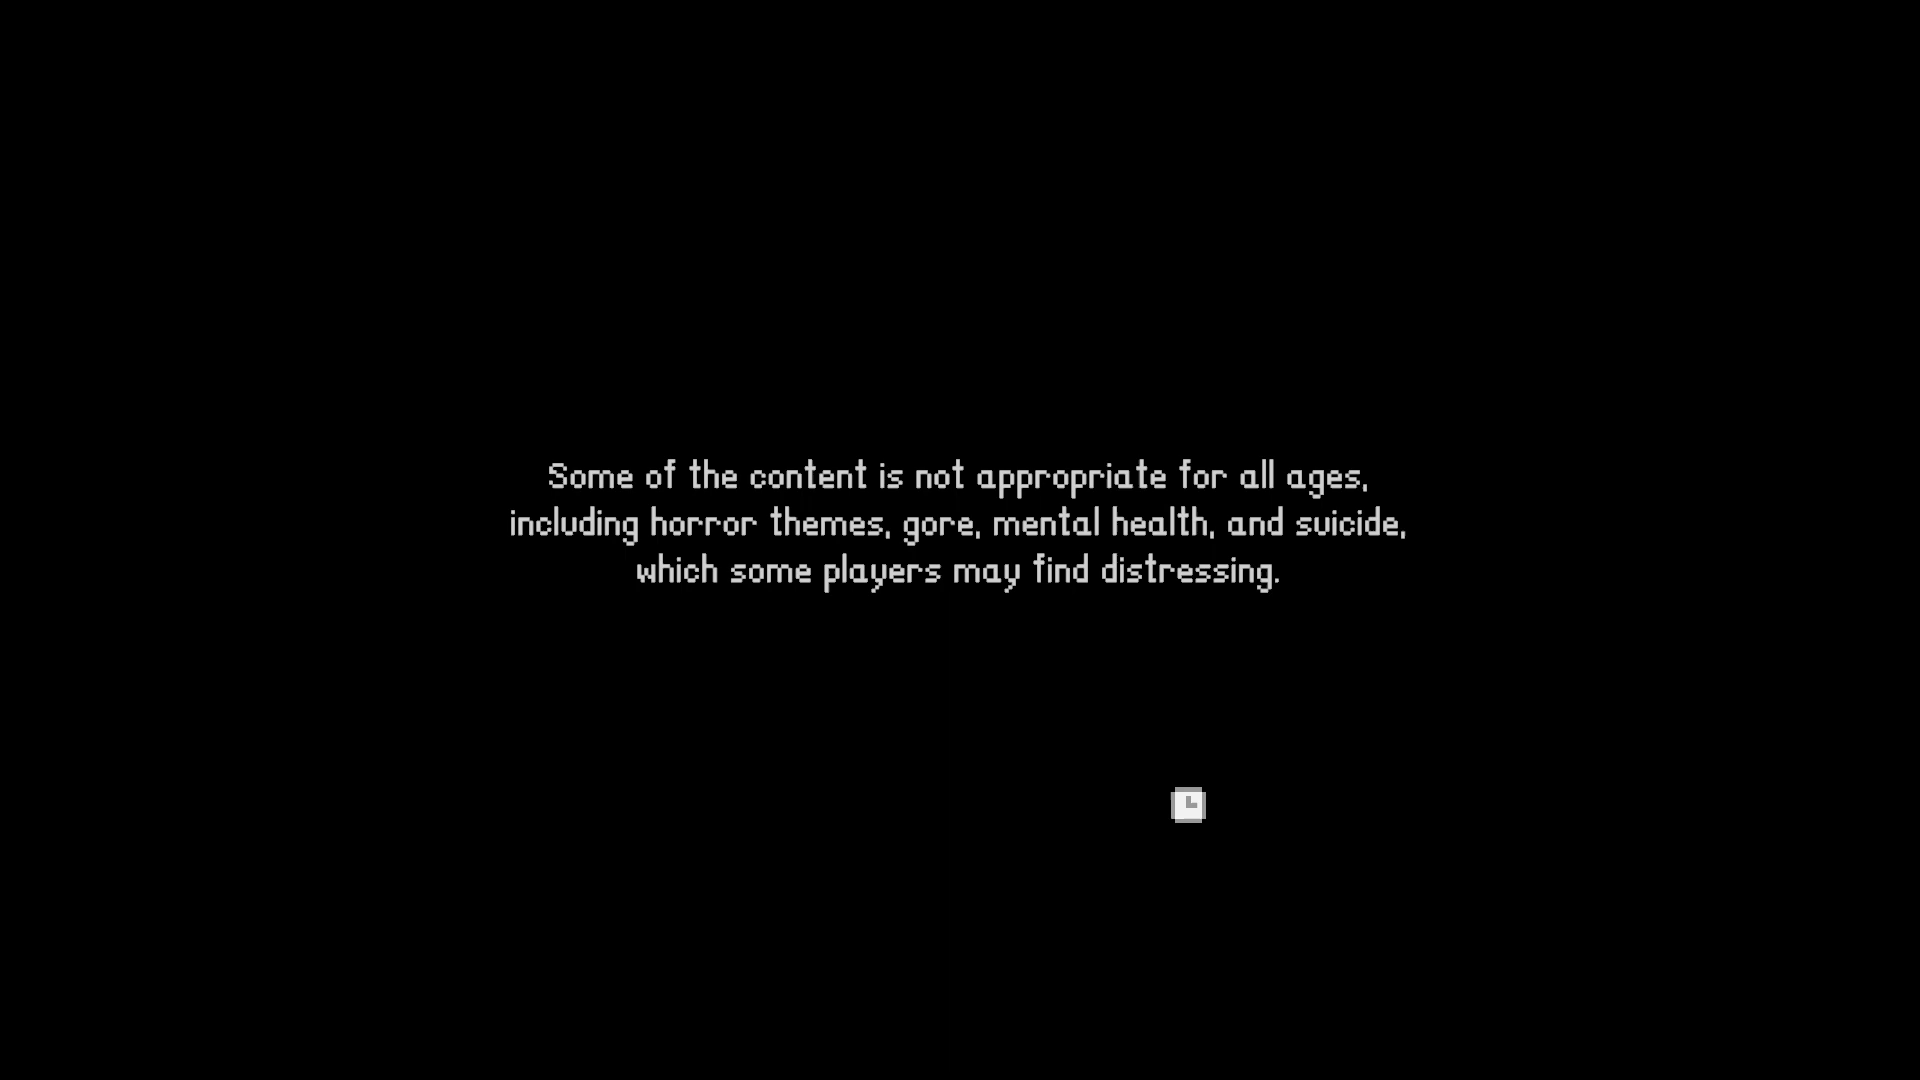 Some of the content is not appropriate for all ages,
including horror themes, gore, mental health, and suicide,
which some players may find distressing.